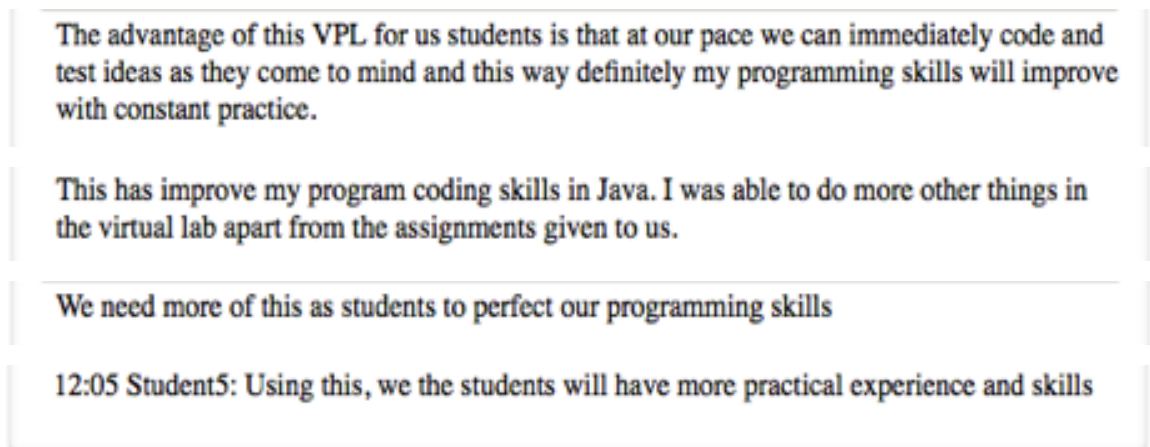 The advantage of this VPL for us students is that at our pace we can immediately code and
test ideas as they come to mind and this way definitely my programming skills will improve
with constant practice.
This has improve my program coding skills in Java. I was able to do more other things in
the virtual lab apart from the assignments given to us.
We need more of this as students to perfect our programming skills
12:05 Student5: Using this, we the students will have more practical experience and skills